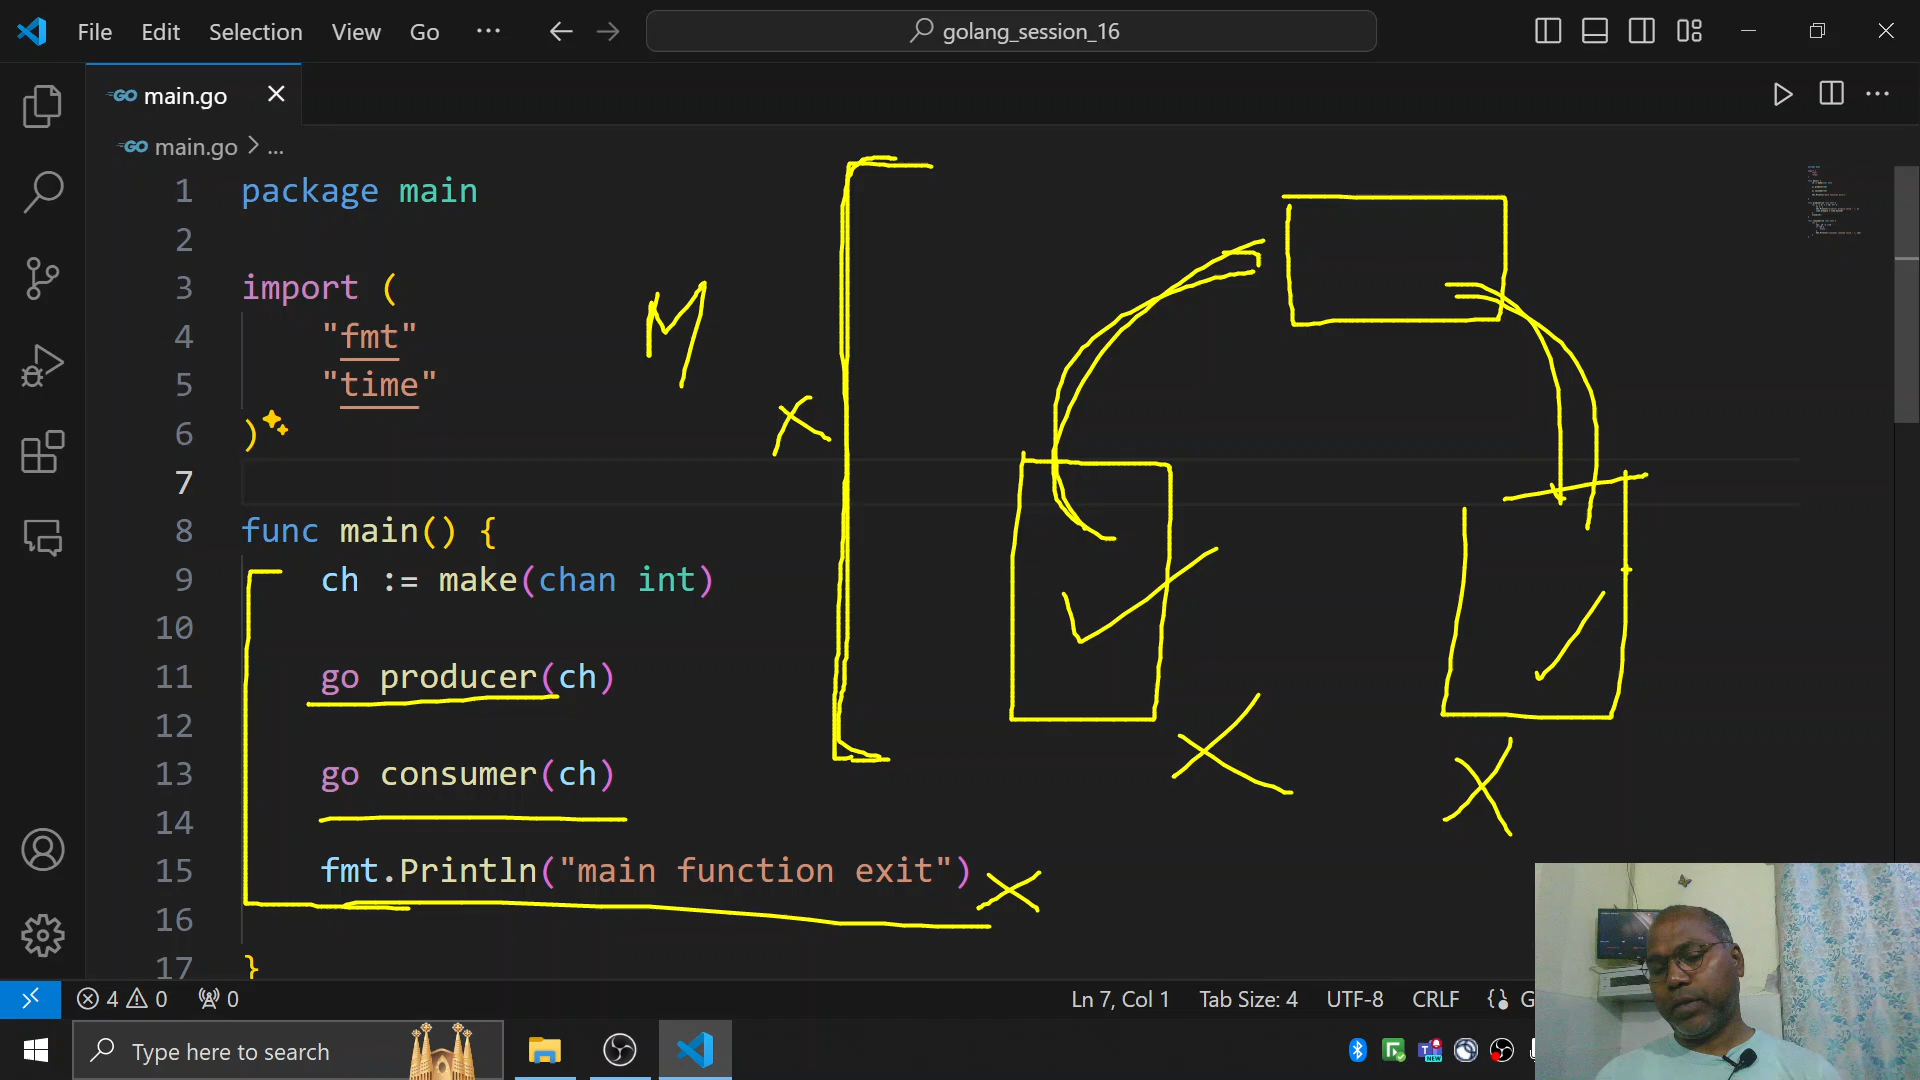 File Edit Selection View Go ··· golang_session_16
GO main.go
GO main.go > ...
1 package main
2
3 import (
4 "fmt"
5 "time"
6 )
7
8 func main() {
9 ch := make(chan int)
10
11 go producer(ch)
12
13 go consumer(ch)
14
15 fmt.Println("main function exit")
16
17 }
M
X
X
X
X
4 0 0 Ln 7, Col 1 Tab Size: 4 UTF-8 CRLF {} G
Type here to search
NEW